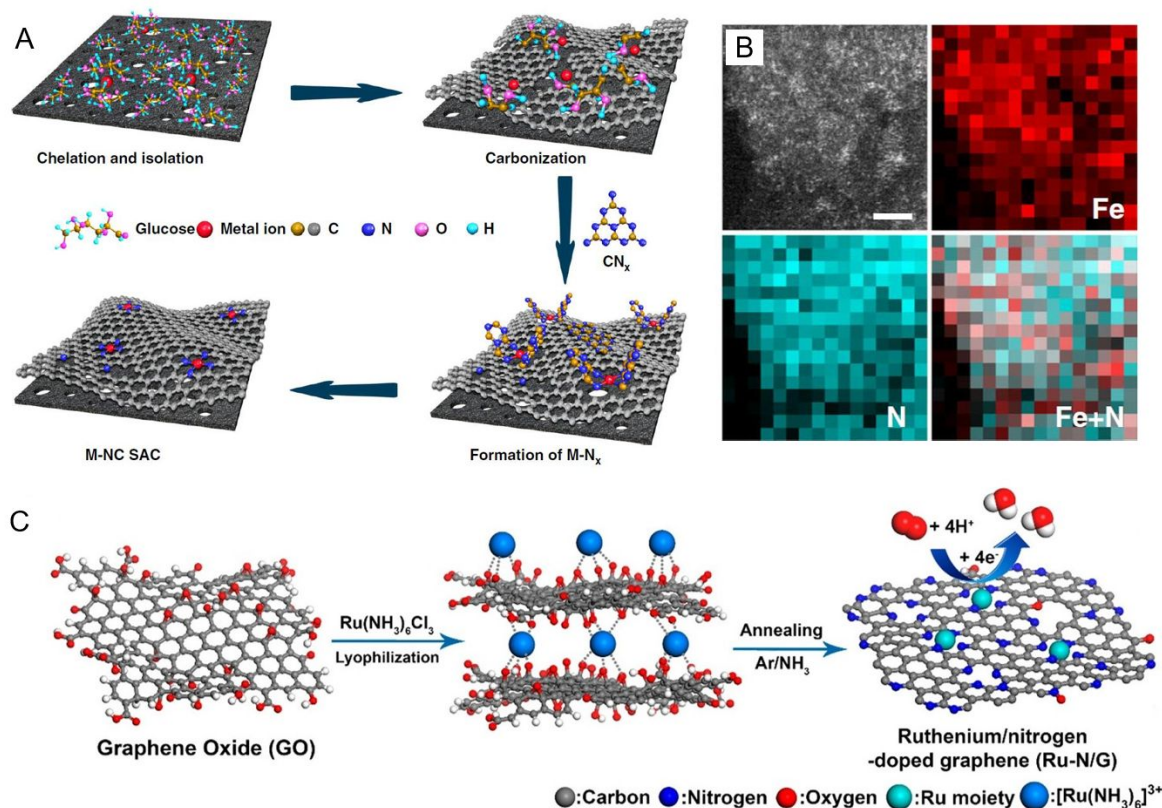 A
Chelation and isolation
Carbonization
Glucose Metal ion C N O H
CNₓ
M-NC SAC
Formation of M-Nₓ
B
Fe
N
Fe+N
C
Ru(NH₃)₆Cl₃
Lyophilization
Annealing
Ar/NH₃
+ 4H⁺
+ 4e⁻
Graphene Oxide (GO)
Ruthenium/nitrogen
-doped graphene (Ru-N/G)
:Carbon :Nitrogen :Oxygen :Ru moiety :[Ru(NH₃)₆]³⁺